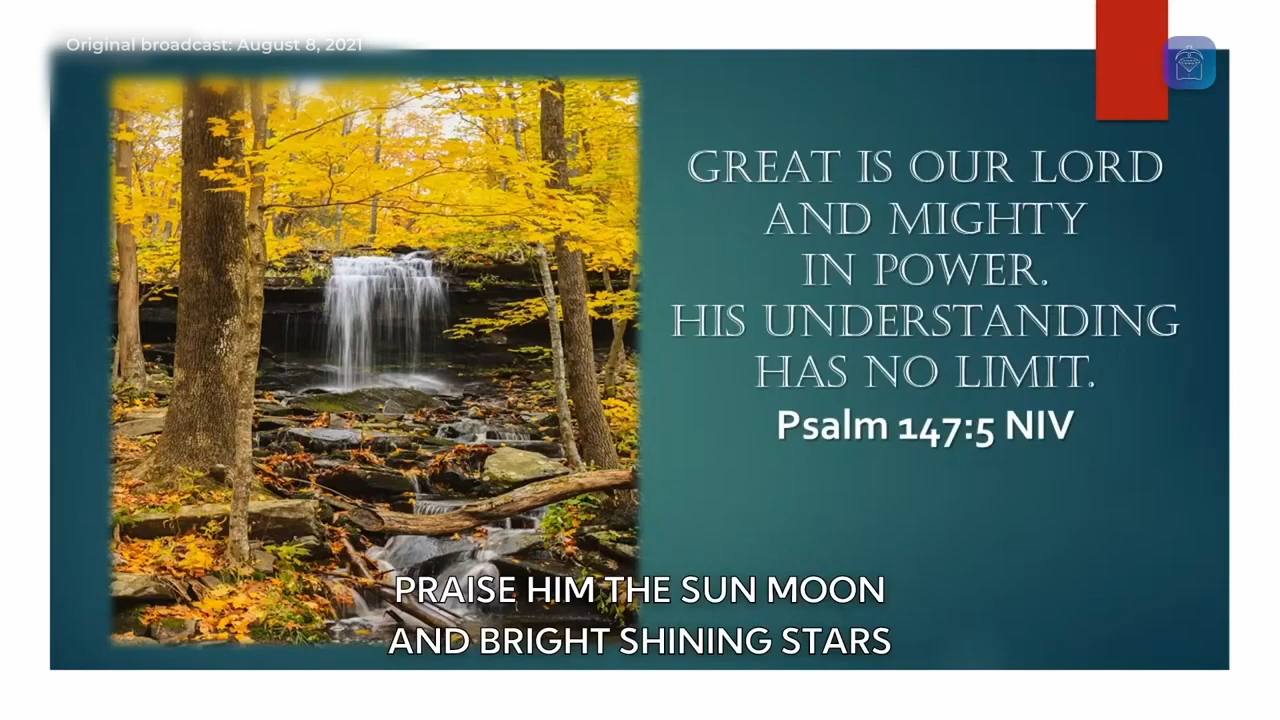 Original broadcast: August 8, 2021
GREAT IS OUR LORD
AND MIGHTY
IN POWER.
HIS UNDERSTANDING
HAS NO LIMIT.
Psalm 147:5 NIV
PRAISE HIM THE SUN MOON
AND BRIGHT SHINING STARS